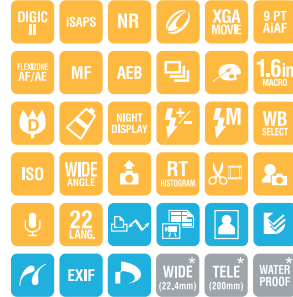 DIGIC II
iSAPS
NR
XGA MOVIE
9 PT AiAF
FLEXIZONE AF/AE
MF
AEB
1.6in MACRO
NIGHT DISPLAY
+/-
M
WB SELECT
ISO
WIDE ANGLE
RT HISTOGRAM
22 LANG.
EXIF
WIDE* (22.4mm)
TELE* (200mm)
WATER PROOF*